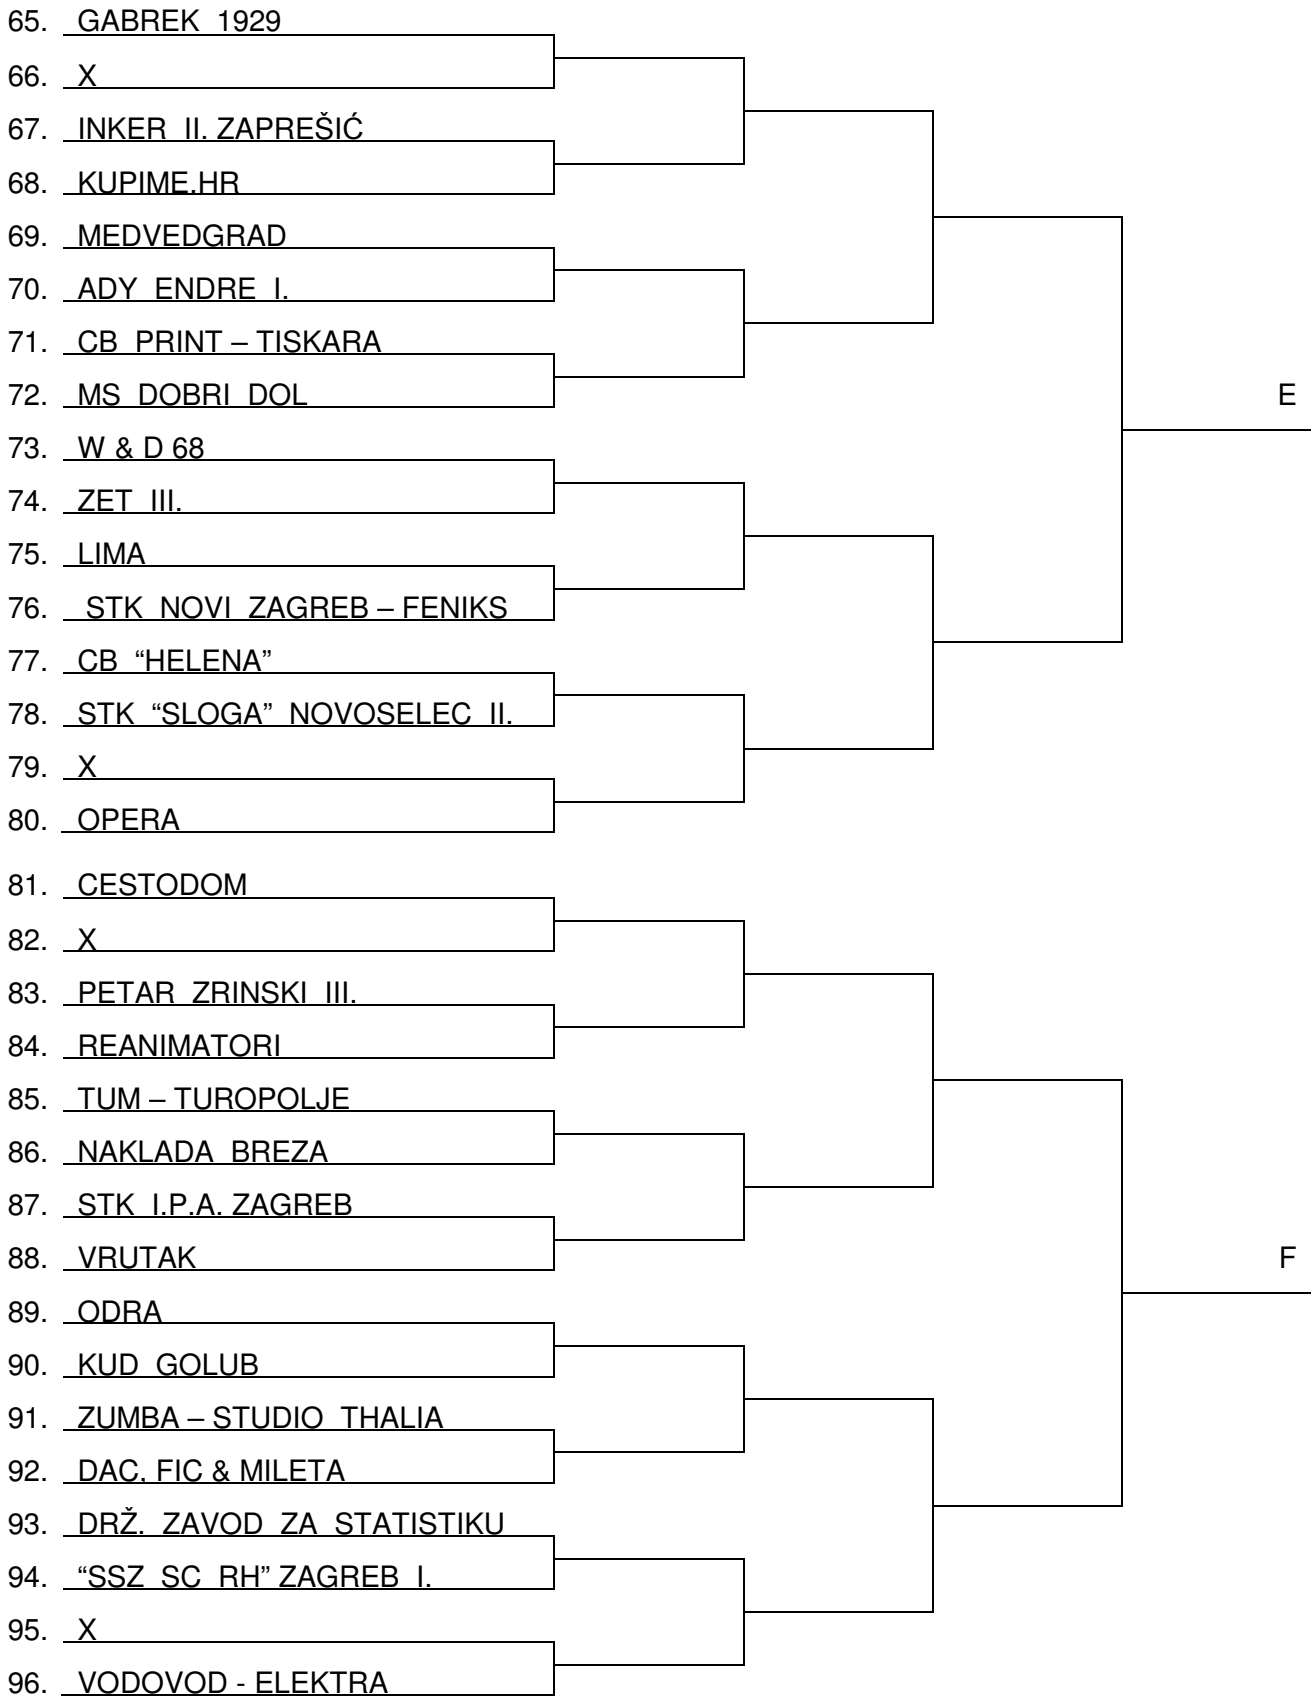 65. GABREK 1929
66. X
67. INKER II. ZAPREŠIĆ
68. KUPIME.HR
69. MEDVEDGRAD
70. ADY ENDRE I.
71. CB PRINT – TISKARA
72. MS DOBRI DOL
E
73. W & D 68
74. ZET III.
75. LIMA
76. STK NOVI ZAGREB – FENIKS
77. CB “HELENA”
78. STK “SLOGA” NOVOSELEC II.
79. X
80. OPERA
81. CESTODOM
82. X
83. PETAR ZRINSKI III.
84. REANIMATORI
85. TUM – TUROPOLJE
86. NAKLADA BREZA
87. STK I.P.A. ZAGREB
88. VRUTAK
F
89. ODRA
90. KUD GOLUB
91. ZUMBA – STUDIO THALIA
92. DAC, FIC & MILETA
93. DRŽ. ZAVOD ZA STATISTIKU
94. “SSZ SC RH” ZAGREB I.
95. X
96. VODOVOD - ELEKTRA